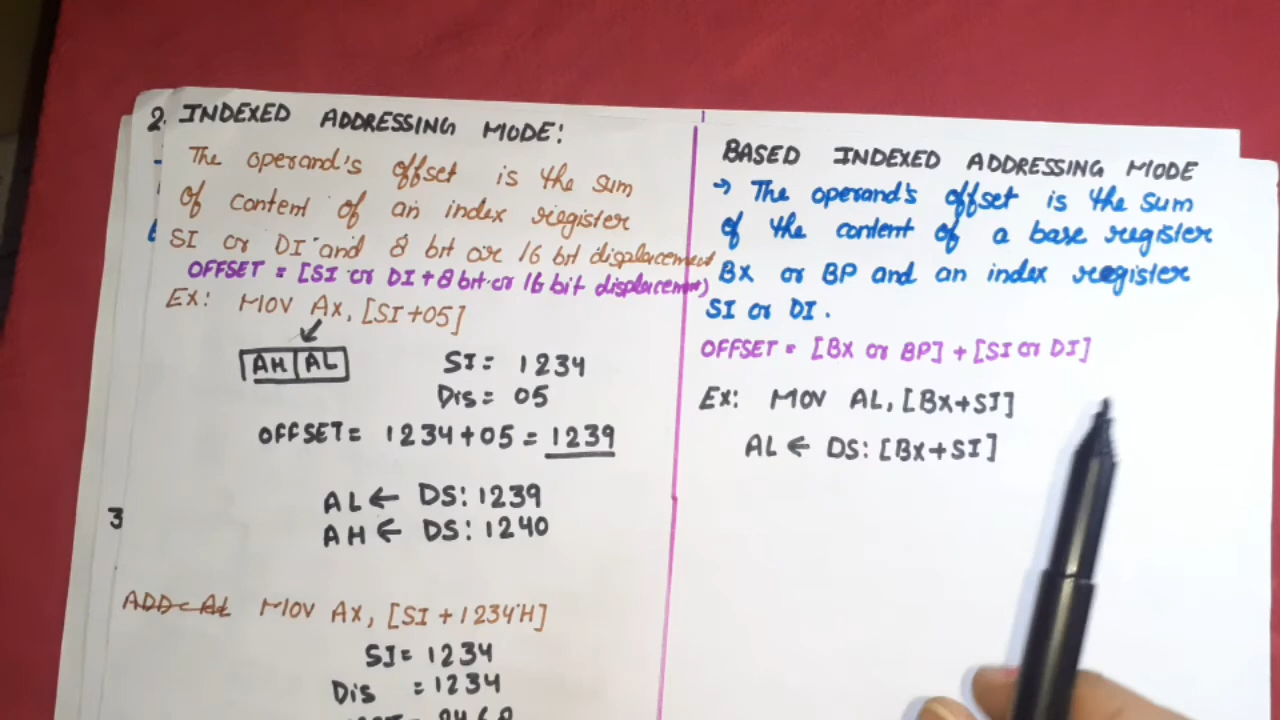 2. INDEXED ADDRESSING MODE:
The operand's offset is the sum
of content of an index register
SI or DI and 8 bit or 16 bit displacement
OFFSET = [SI or DI + 8 bit or 16 bit displacement)
Ex: MOV Ax, [SI+05]
AH AL
SI = 1234
Dis = 05
OFFSET = 1234+05 = 1239
AL ← DS: 1239
AH ← DS: 1240
3
ADD AL MOV Ax, [SI + 1234H]
SI = 1234
Dis = 1234
BASED INDEXED ADDRESSING MODE
→ The operand's offset is the sum
of the content of a base register
Bx or BP and an index register
SI or DI.
OFFSET = [Bx or BP] + [SI or DI]
Ex: MOV AL, [Bx+SI]
AL ← DS: [Bx+SI]